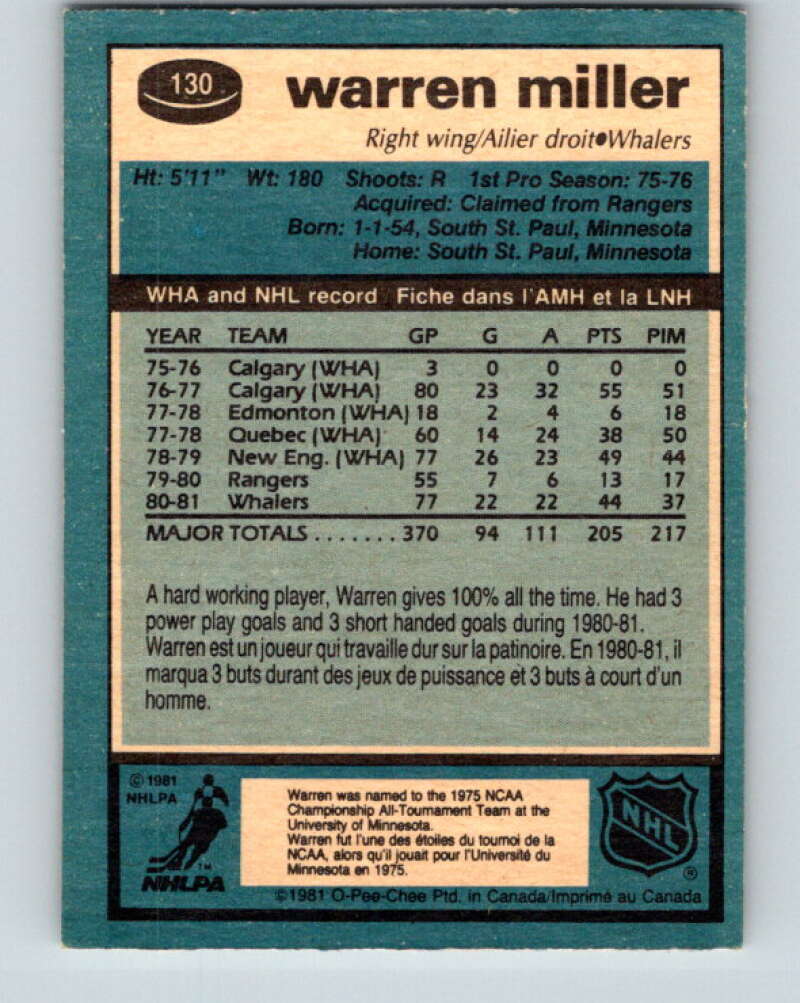 130
warren miller
Right wing/Ailier droit•Whalers
Ht: 5'11" Wt: 180 Shoots: R 1st Pro Season: 75-76
Acquired: Claimed from Rangers
Born: 1-1-54, South St. Paul, Minnesota
Home: South St. Paul, Minnesota
WHA and NHL record Fiche dans l'AMH et la LNH
YEAR TEAM GP G A PTS PIM
75-76 Calgary (WHA) 3 0 0 0 0
76-77 Calgary (WHA) 80 23 32 55 51
77-78 Edmonton (WHA) 18 2 4 6 18
77-78 Quebec (WHA) 60 14 24 38 50
78-79 New Eng. (WHA) 77 26 23 49 44
79-80 Rangers 55 7 6 13 17
80-81 Whalers 77 22 22 44 37
MAJOR TOTALS.......370 94 111 205 217
A hard working player, Warren gives 100% all the time. He had 3
power play goals and 3 short handed goals during 1980-81.
Warren est un joueur qui travaille dur sur la patinoire. En 1980-81, il
marqua 3 buts durant des jeux de puissance et 3 buts à court d'un
homme.
© 1981
NHLPA
TM
NHLPA
Warren was named to the 1975 NCAA
Championship All-Tournament Team at the
University of Minnesota.
Warren fut l'une des étoiles du tournoi de la
NCAA, alors qu'il jouait pour l'Université du
Minnesota en 1975.
NHL
®
©1981 O-Pee-Chee Ptd. in Canada/Imprimé au Canada